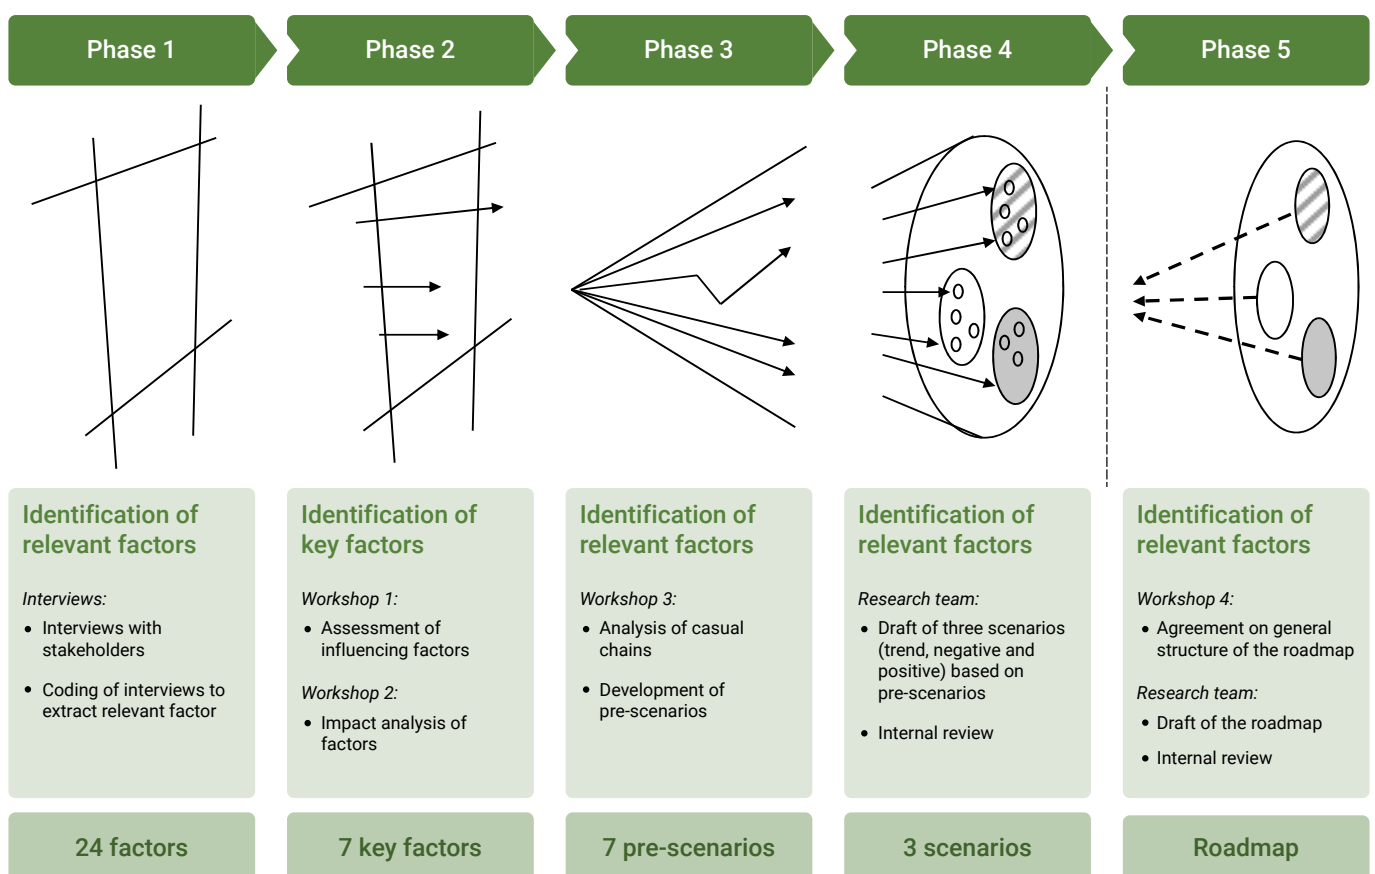 Phase 1
Phase 2
Phase 3
Phase 4
Phase 5
Identification of
relevant factors
Interviews:
• Interviews with
stakeholders
• Coding of interviews to
extract relevant factor
24 factors
Identification of
key factors
Workshop 1:
• Assessment of
influencing factors
Workshop 2:
• Impact analysis of
factors
7 key factors
Identification of
relevant factors
Workshop 3:
• Analysis of casual
chains
• Development of
pre-scenarios
7 pre-scenarios
Identification of
relevant factors
Research team:
• Draft of three scenarios
(trend, negative and
positive) based on
pre-scenarios
• Internal review
3 scenarios
Identification of
relevant factors
Workshop 4:
• Agreement on general
structure of the roadmap
Research team:
• Draft of the roadmap
• Internal review
Roadmap